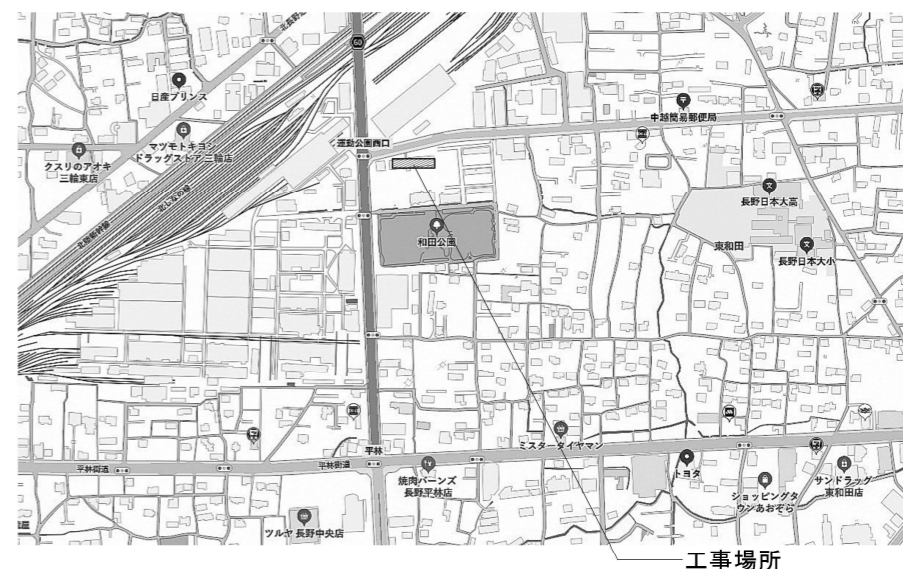 北長野
60
日産プリンス
マツモトキヨシ
ドラッグストア 三輪店
クスリのアオキ
三輪東店
運動公園西口
中越簡易郵便局
北陸新幹線
北しなの線
和田公園
長野日本大高
東和田
長野日本大小
ミスタータイヤマン
平林
平林街道
平林街道
焼肉バーンズ
長野平林店
トヨタ
ショッピングタ
ウンあおぞら
サンドラッグ
東和田店
ツルヤ 長野中央店
工事場所